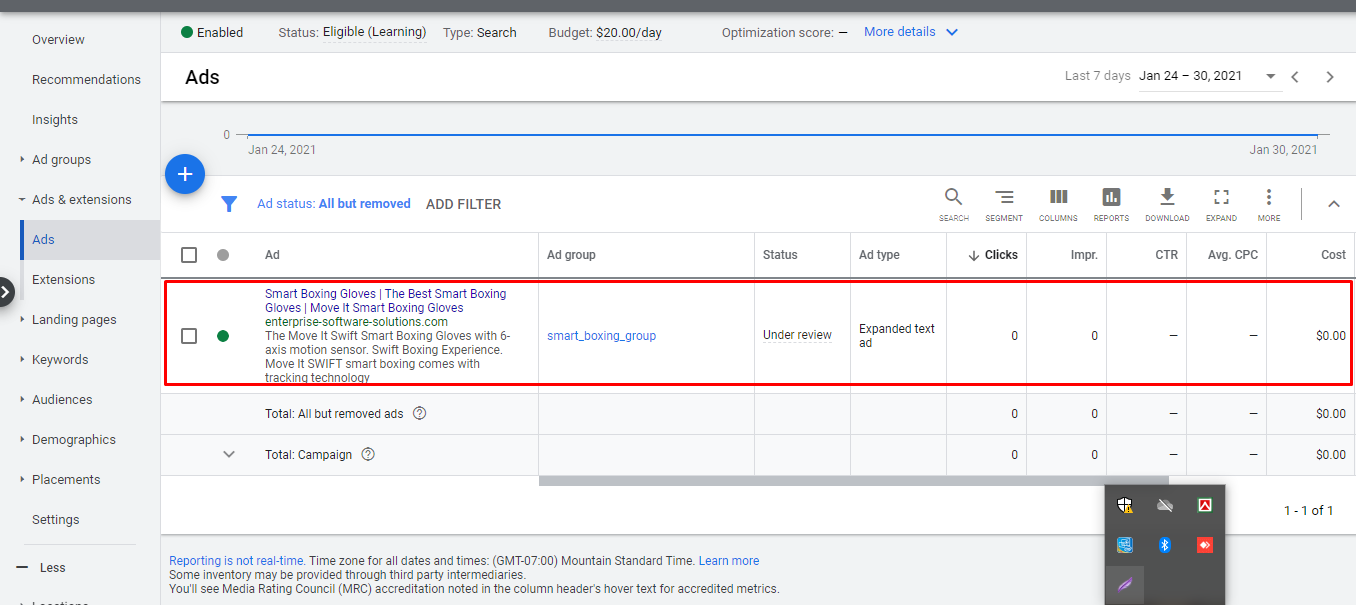 Overview
Recommendations
Insights
Ad groups
Ads & extensions
Ads
Extensions
Landing pages
Keywords
Audiences
Demographics
Placements
Settings
Less
Enabled Status: Eligible (Learning) Type: Search Budget: $20.00/day Optimization score: – More details
Ads Last 7 days Jan 24 – 30, 2021
0
Jan 24, 2021 Jan 30, 2021
Ad status: All but removed ADD FILTER
SEARCH SEGMENT COLUMNS REPORTS DOWNLOAD EXPAND MORE
Ad Ad group Status Ad type Clicks Impr. CTR Avg. CPC Cost
Smart Boxing Gloves | The Best Smart Boxing
Gloves | Move It Smart Boxing Gloves
enterprise-software-solutions.com
The Move It Swift Smart Boxing Gloves with 6-
axis motion sensor. Swift Boxing Experience.
Move It SWIFT smart boxing comes with
tracking technology
smart_boxing_group
Under review
Expanded text
ad
0 0 – – $0.00
Total: All but removed ads 0 0 – – $0.00
Total: Campaign 0 0 – – $0.00
1 - 1 of 1
Reporting is not real-time. Time zone for all dates and times: (GMT-07:00) Mountain Standard Time. Learn more
Some inventory may be provided through third party intermediaries.
You'll see Media Rating Council (MRC) accreditation noted in the column header's hover text for accredited metrics.